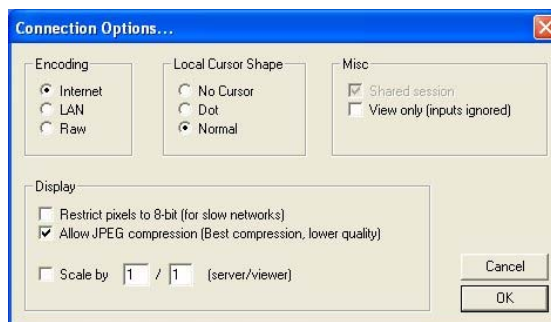 Connection Options...
Encoding
Internet
LAN
Raw
Local Cursor Shape
No Cursor
Dot
Normal
Misc
Shared session
View only (inputs ignored)
Display
Restrict pixels to 8-bit (for slow networks)
Allow JPEG compression (Best compression, lower quality)
Scale by 1 / 1 (server/viewer)
Cancel
OK